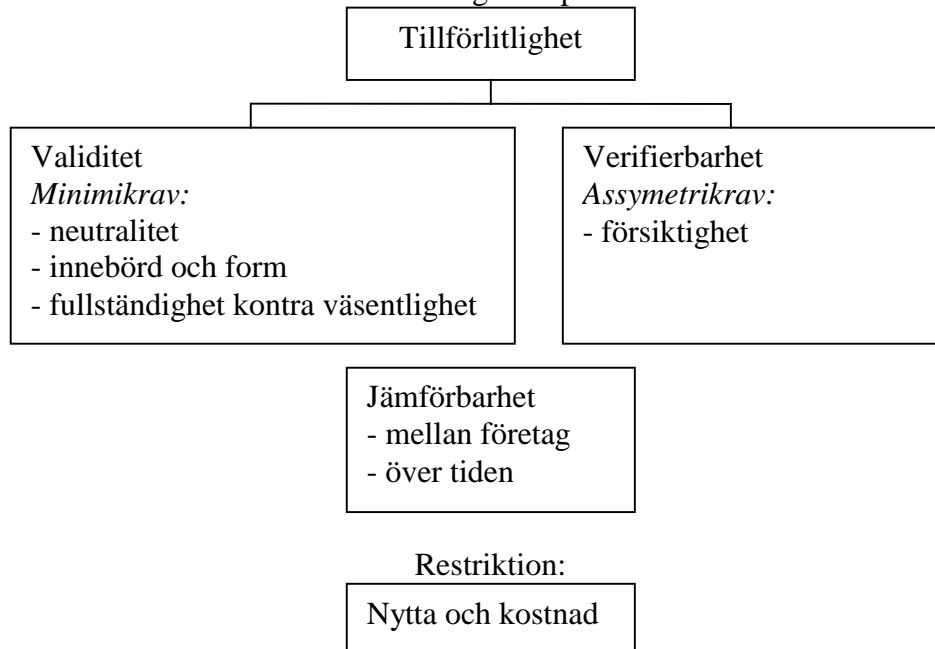 Tillförlitlighet
Validitet
Minimikrav:
- neutralitet
- innebörd och form
- fullständighet kontra väsentlighet
Verifierbarhet
Assymetrikrav:
- försiktighet
Jämförbarhet
- mellan företag
- över tiden
Restriktion:
Nytta och kostnad